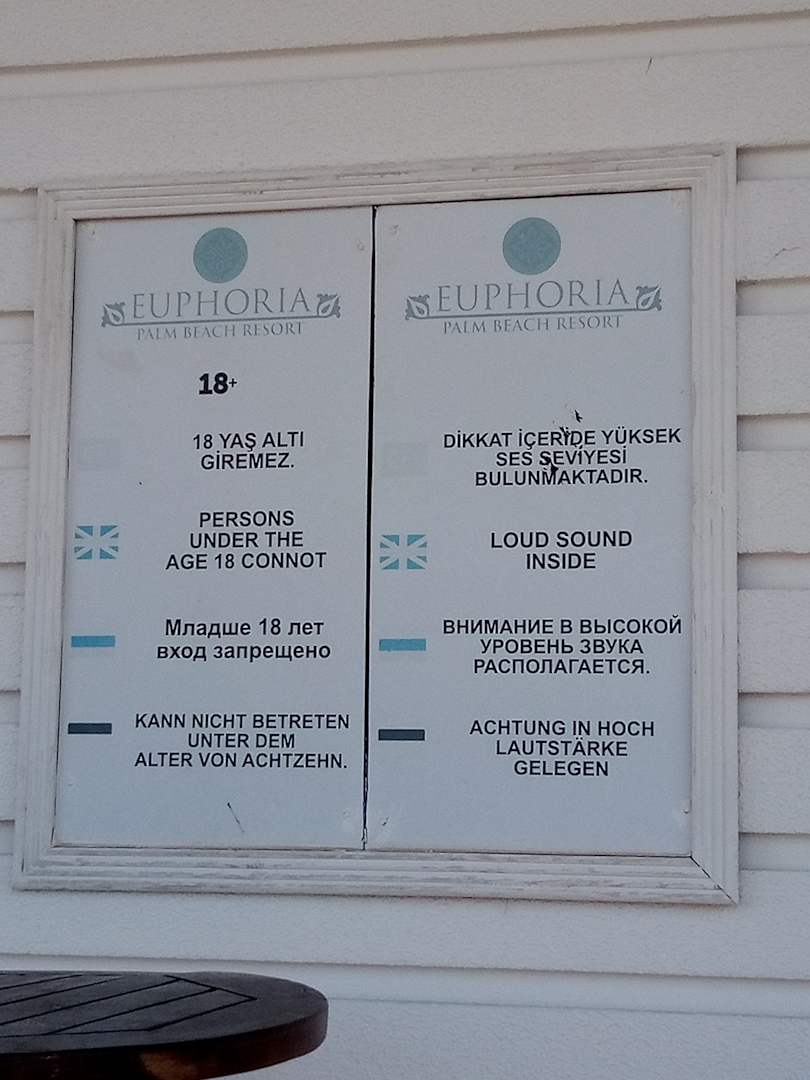 EUPHORIA
PALM BEACH RESORT
18+
18 YAŞ ALTI
GİREMEZ.
PERSONS
UNDER THE
AGE 18 CONNOT
Младше 18 лет
вход запрещено
KANN NICHT BETRETEN
UNTER DEM
ALTER VON ACHTZEHN.
EUPHORIA
PALM BEACH RESORT
DİKKAT İÇERİDE YÜKSEK
SES SEVİYESİ
BULUNMAKTADIR.
LOUD SOUND
INSIDE
ВНИМАНИЕ В ВЫСОКОЙ
УРОВЕНЬ ЗВУКА
РАСПОЛАГАЕТСЯ.
ACHTUNG IN HOCH
LAUTSTÄRKE
GELEGEN